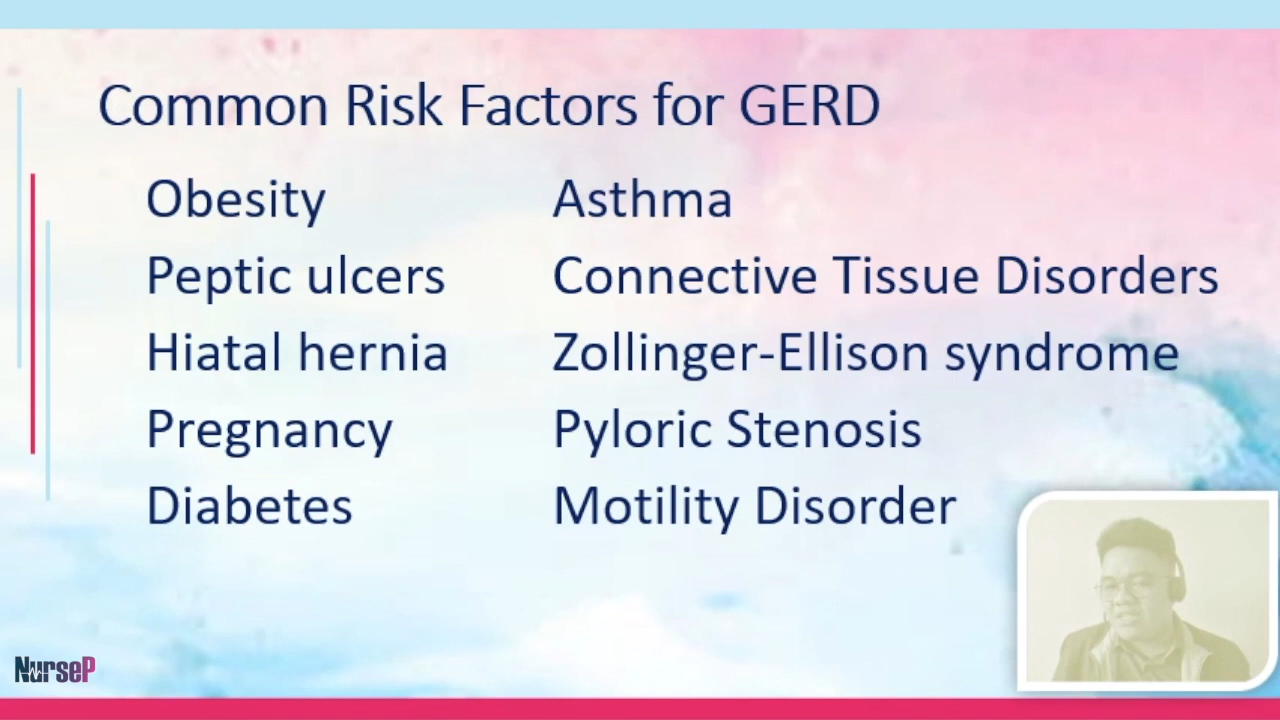 Common Risk Factors for GERD
Obesity
Peptic ulcers
Hiatal hernia
Pregnancy
Diabetes
Asthma
Connective Tissue Disorders
Zollinger-Ellison syndrome
Pyloric Stenosis
Motility Disorder
NurseP